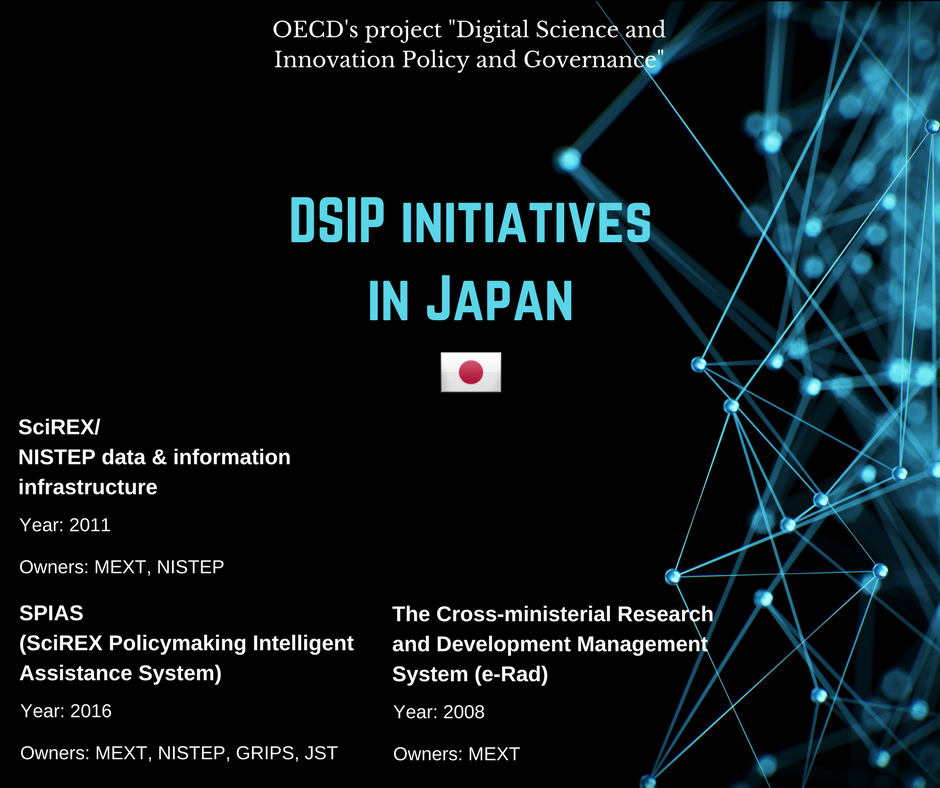 OECD's project "Digital Science and
Innovation Policy and Governance"
DSIP INITIATIVES
IN JAPAN
SciREX/
NISTEP data & information
infrastructure
Year: 2011
Owners: MEXT, NISTEP
SPIAS
(SciREX Policymaking Intelligent
Assistance System)
Year: 2016
Owners: MEXT, NISTEP, GRIPS, JST
The Cross-ministerial Research
and Development Management
System (e-Rad)
Year: 2008
Owners: MEXT